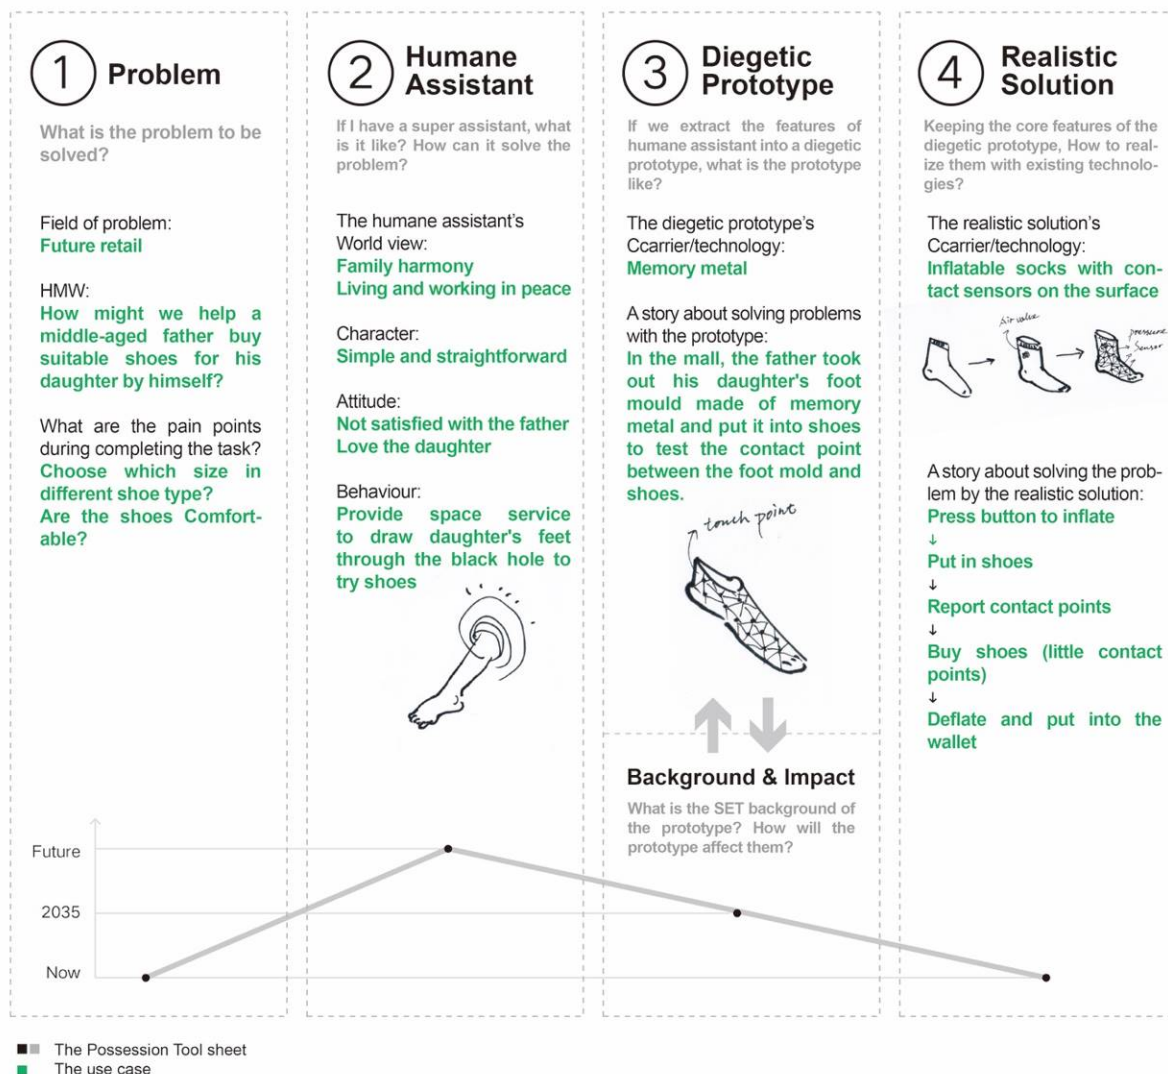 1 Problem
What is the problem to be
solved?
Field of problem:
Future retail
HMW:
How might we help a
middle-aged father buy
suitable shoes for his
daughter by himself?
What are the pain points
during completing the task?
Choose which size in
different shoe type?
Are the shoes Comfort-
able?
2 Humane
Assistant
If I have a super assistant, what
is it like? How can it solve the
problem?
The humane assistant's
World view:
Family harmony
Living and working in peace
Character:
Simple and straightforward
Attitude:
Not satisfied with the father
Love the daughter
Behaviour:
Provide space service
to draw daughter's feet
through the black hole to
try shoes
3 Diegetic
Prototype
If we extract the features of
humane assistant into a diegetic
prototype, what is the prototype
like?
The diegetic prototype's
Ccarrier/technology:
Memory metal
A story about solving problems
with the prototype:
In the mall, the father took
out his daughter's foot
mould made of memory
metal and put it into shoes
to test the contact point
between the foot mold and
shoes.
touch point
Background & Impact
What is the SET background of
the prototype? How will the
prototype affect them?
4 Realistic
Solution
Keeping the core features of the
diegetic prototype, How to real-
ize them with existing technolo-
gies?
The realistic solution's
Ccarrier/technology:
Inflatable socks with con-
tact sensors on the surface
Air valve
pressure
Sensor
A story about solving the prob-
lem by the realistic solution:
Press button to inflate
↓
Put in shoes
↓
Report contact points
↓
Buy shoes (little contact
points)
↓
Deflate and put into the
wallet
Future
2035
Now
The Possession Tool sheet
The use case